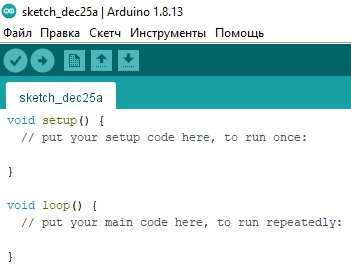 sketch_dec25a | Arduino 1.8.13
Файл Правка Скетч Инструменты Помощь
sketch_dec25a
void setup() {
  // put your setup code here, to run once:
}
void loop() {
  // put your main code here, to run repeatedly:
}